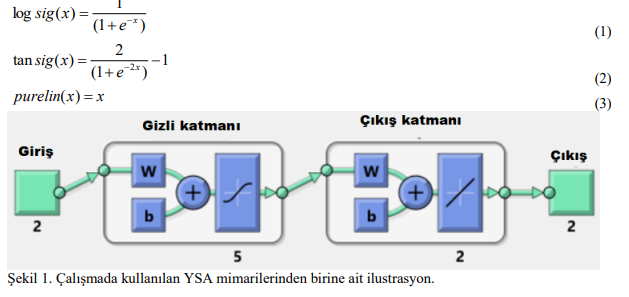 log sig(x) = 1 / (1+e^{-x}) (1)
tan sig(x) = 2 / (1+e^{-2x}) −1 (2)
purelin(x) = x (3)
Gizli katmanı Çıkış katmanı
Giriş Çıkış
W W
+ +
b b
2 5 2 2
Şekil 1. Çalışmada kullanılan YSA mimarilerinden birine ait ilustrasyon.